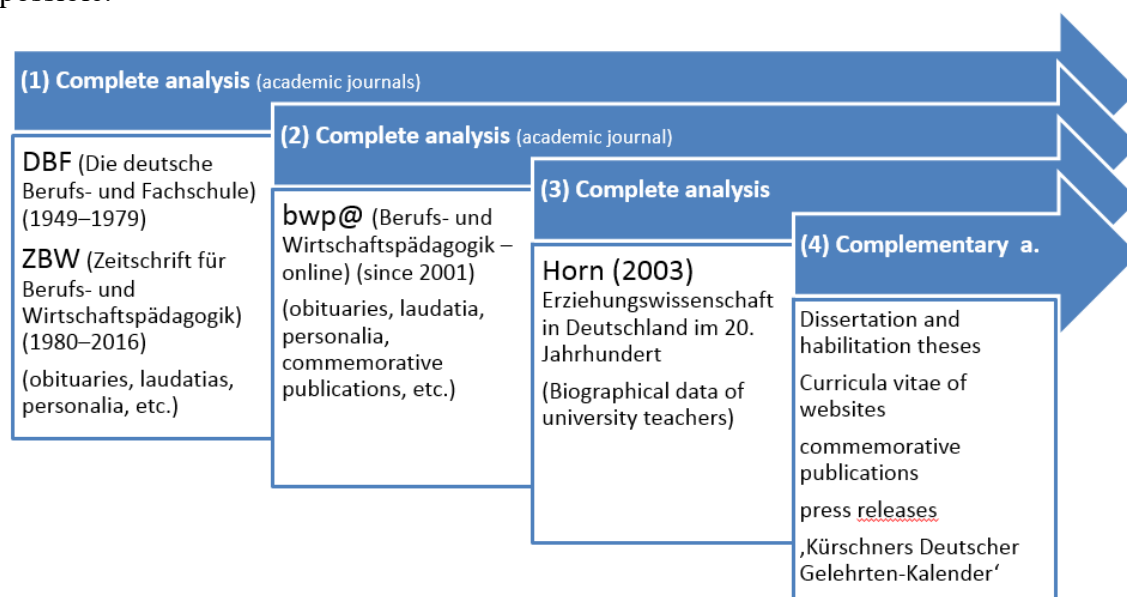 (1) Complete analysis (academic journals)
DBF (Die deutsche
Berufs- und Fachschule)
(1949–1979)
ZBW (Zeitschrift für
Berufs- und
Wirtschaftspädagogik)
(1980–2016)
(obituaries, laudatias,
personalia, etc.)
(2) Complete analysis (academic journal)
bwp@ (Berufs- und
Wirtschaftspädagogik –
online) (since 2001)
(obituaries, laudatia,
personalia,
commemorative
publications, etc.)
(3) Complete analysis
Horn (2003)
Erziehungswissenschaft
in Deutschland im 20.
Jahrhundert
(Biographical data of
university teachers)
(4) Complementary a.
Dissertation and
habilitation theses
Curricula vitae of
websites
commemorative
publications
press releases
‚Kürschners Deutscher
Gelehrten-Kalender‘